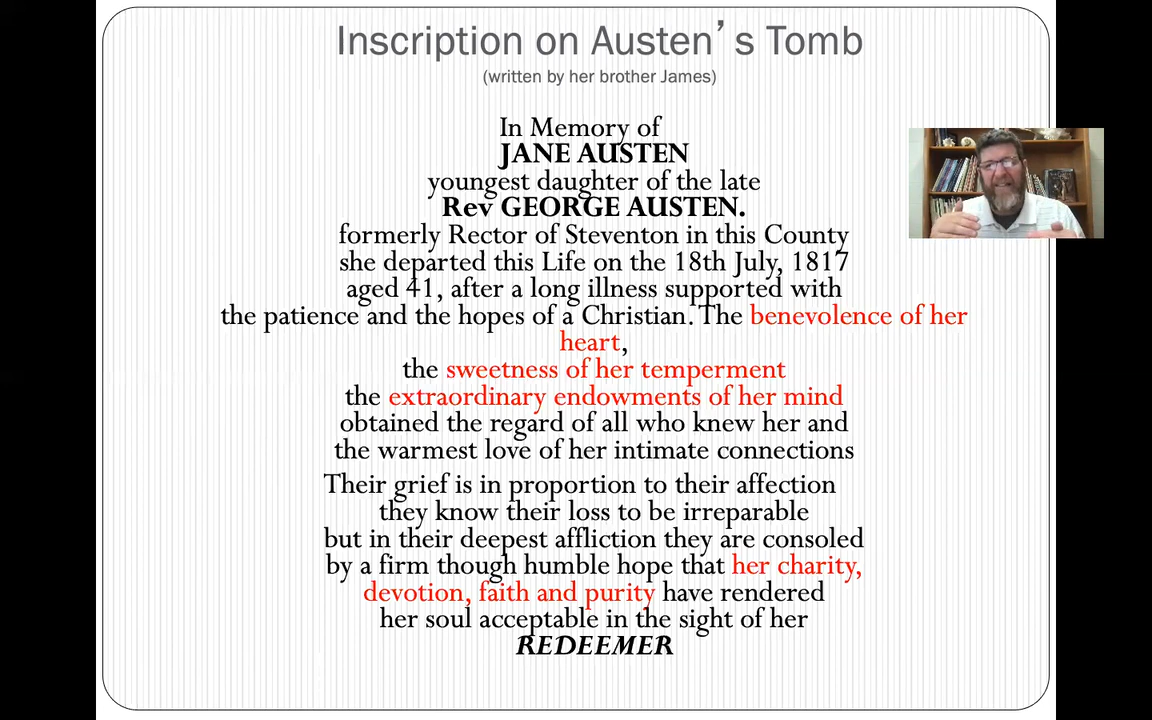 Inscription on Austen’s Tomb
(written by her brother James)
In Memory of
JANE AUSTEN
youngest daughter of the late
Rev GEORGE AUSTEN.
formerly Rector of Steventon in this County
she departed this Life on the 18th July, 1817
aged 41, after a long illness supported with
the patience and the hopes of a Christian. The benevolence of her
heart,
the sweetness of her temperment
the extraordinary endowments of her mind
obtained the regard of all who knew her and
the warmest love of her intimate connections
Their grief is in proportion to their affection
they know their loss to be irreparable
but in their deepest affliction they are consoled
by a firm though humble hope that her charity,
devotion, faith and purity have rendered
her soul acceptable in the sight of her
REDEEMER